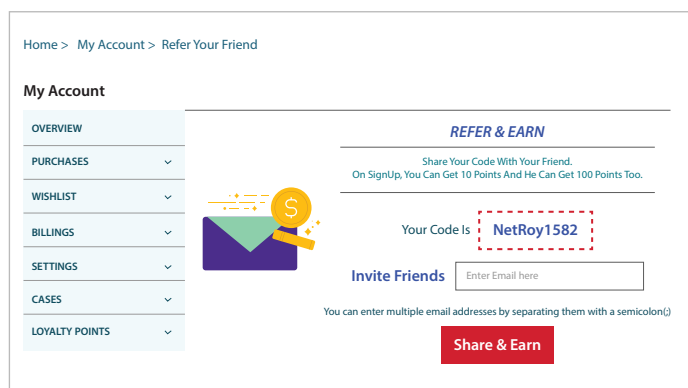 Home > My Account > Refer Your Friend
My Account
OVERVIEW
PURCHASES
WISHLIST
BILLINGS
SETTINGS
CASES
LOYALTY POINTS
$
REFER & EARN
Share Your Code With Your Friend.
On SignUp, You Can Get 10 Points And He Can Get 100 Points Too.
Your Code Is NetRoy1582
Invite Friends Enter Email here
You can enter multiple email addresses by separating them with a semicolon(;)
Share & Earn